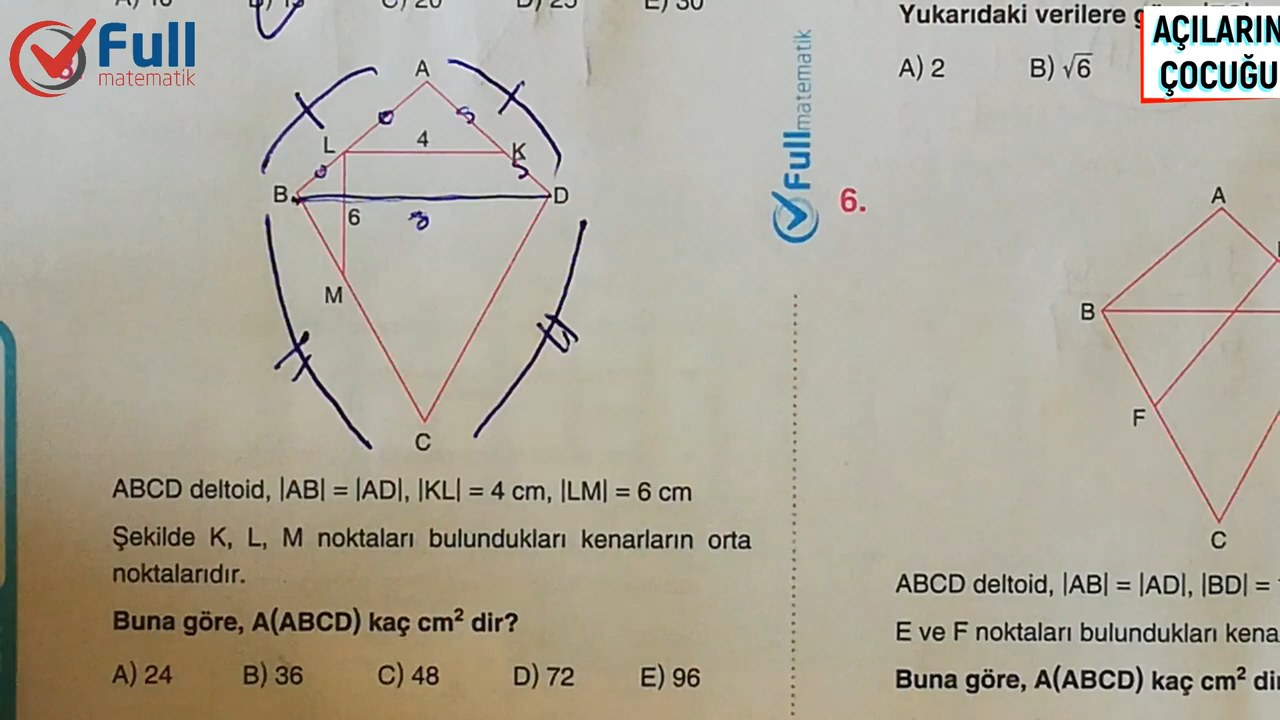 Full
matematik
C) 20
E) 30
A
L
4
K
B
D
6
M
C
ABCD deltoid, |AB| = |AD|, |KL| = 4 cm, |LM| = 6 cm
Şekilde K, L, M noktaları bulundukları kenarların orta
noktalarıdır.
Buna göre, A(ABCD) kaç cm² dir?
A) 24 B) 36 C) 48 D) 72 E) 96
Fullmatematik
Yukarıdaki verilere
A) 2 B) √6
AÇILARIN
ÇOCUĞU
6.
A
B
F
C
ABCD deltoid, |AB| = |AD|, |BD| =
E ve F noktaları bulundukları
Buna göre, A(ABCD) kaç cm²